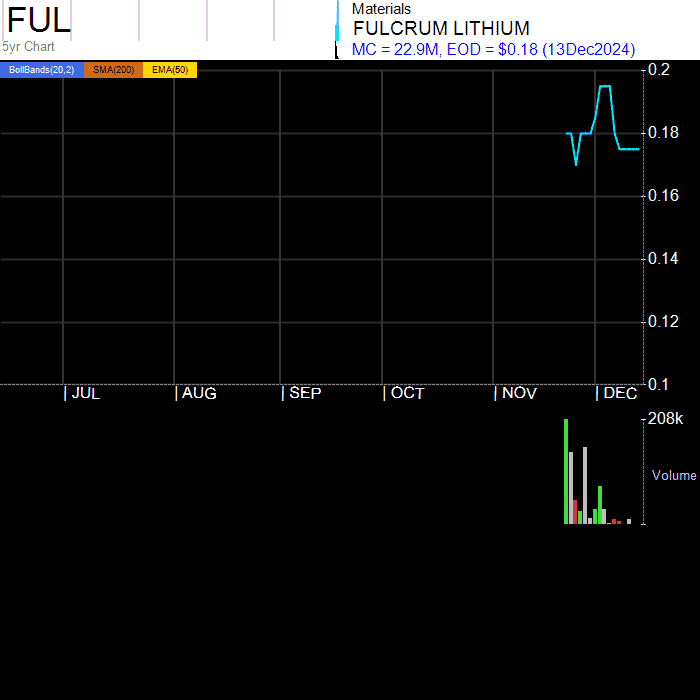 FUL
5yr Chart
Materials
FULCRUM LITHIUM
MC = 22.9M, EOD = $0.18 (13Dec2024)
BollBands(20,2) SMA(200) EMA(50)
0.2
0.18
0.16
0.14
0.12
0.1
| JUL | AUG | SEP | OCT | NOV | DEC
208k
Volume